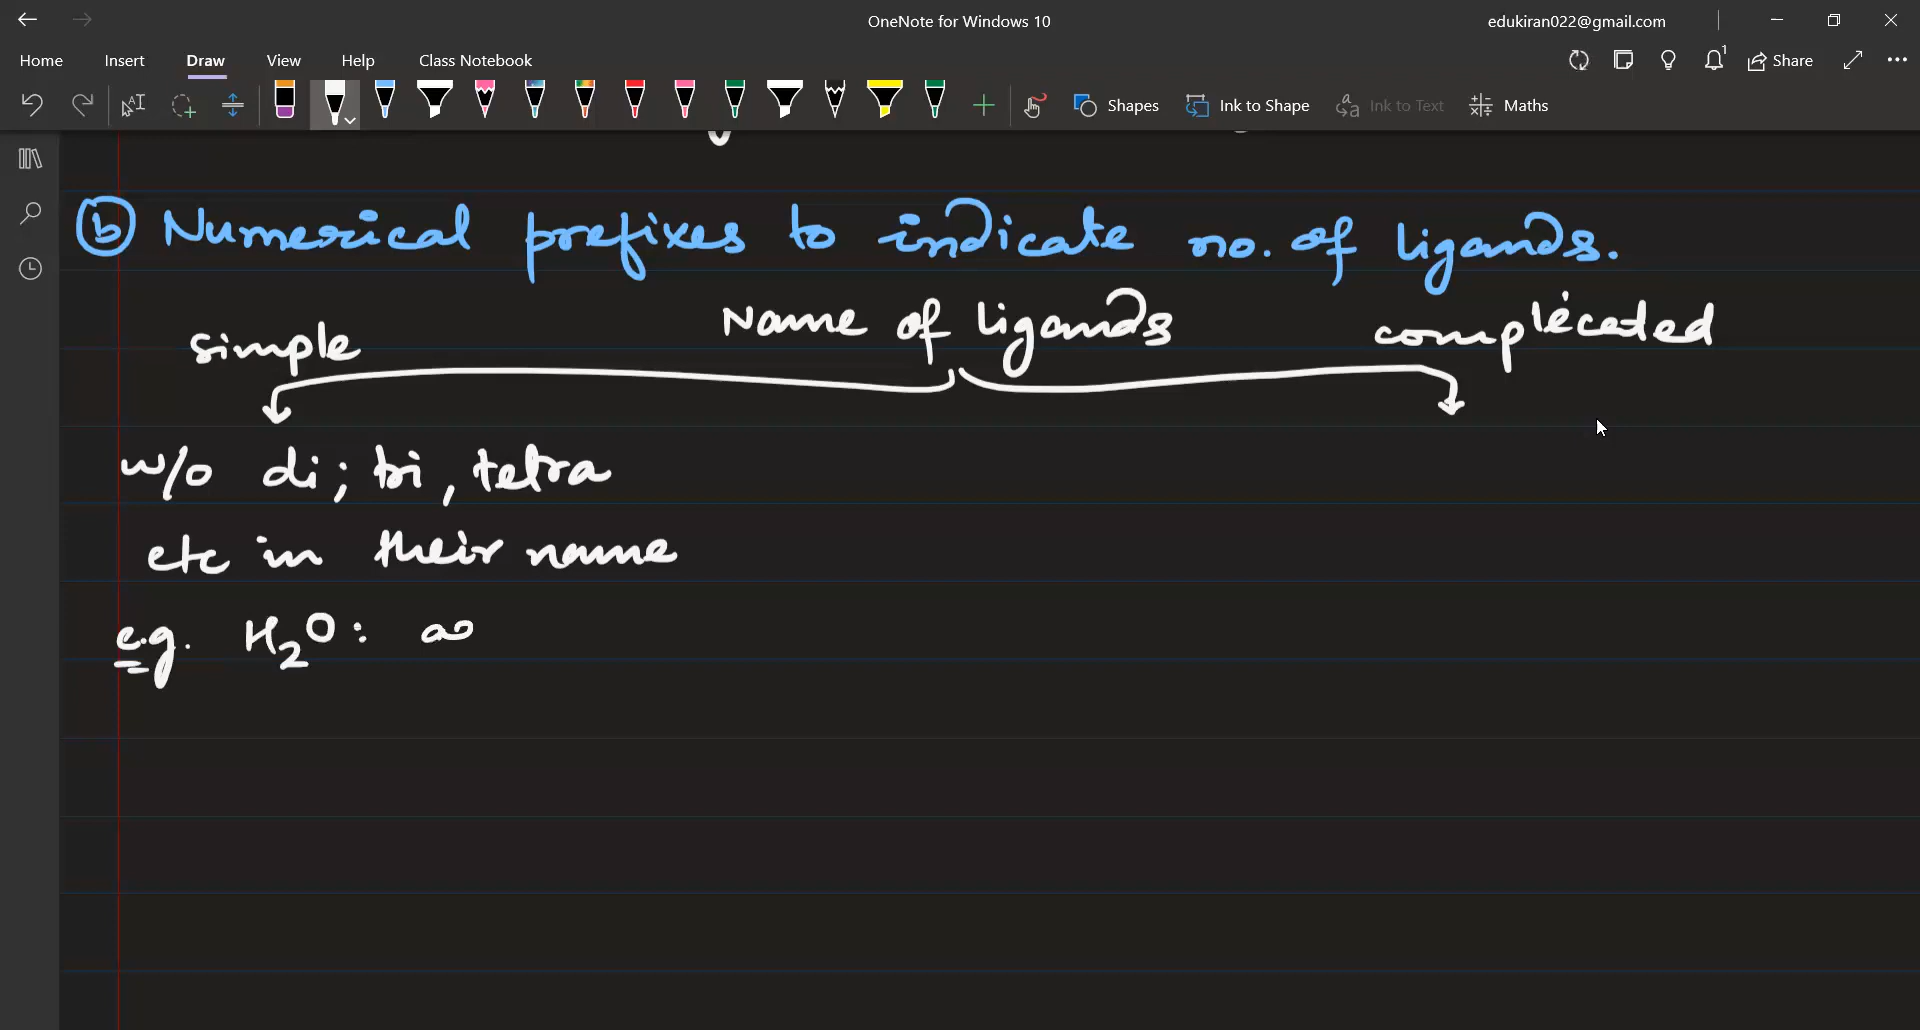 OneNote for Windows 10
edukiran022@gmail.com
Home Insert Draw View Help Class Notebook
1
Share
Shapes Ink to Shape Ink to Text Maths
b Numerical prefixes to indicate no. of ligands.
simple Name of ligands complicated
w/o di; tri, tetra
etc in their name
e.g. H₂O: